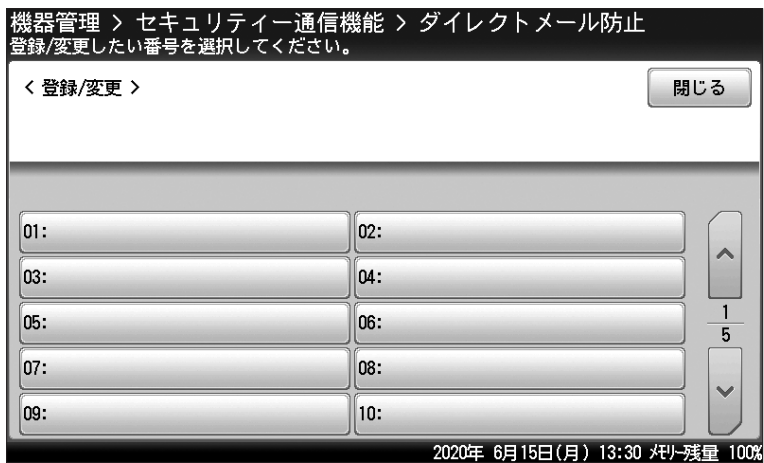 機器管理 > セキュリティー通信機能 > ダイレクトメール防止
登録/変更したい番号を選択してください。
< 登録/変更 >
閉じる
01:
02:
03:
04:
05:
06:
07:
08:
09:
10:
1
5
2020年 6月15日(月) 13:30 ﾒﾓﾘｰ残量 100%